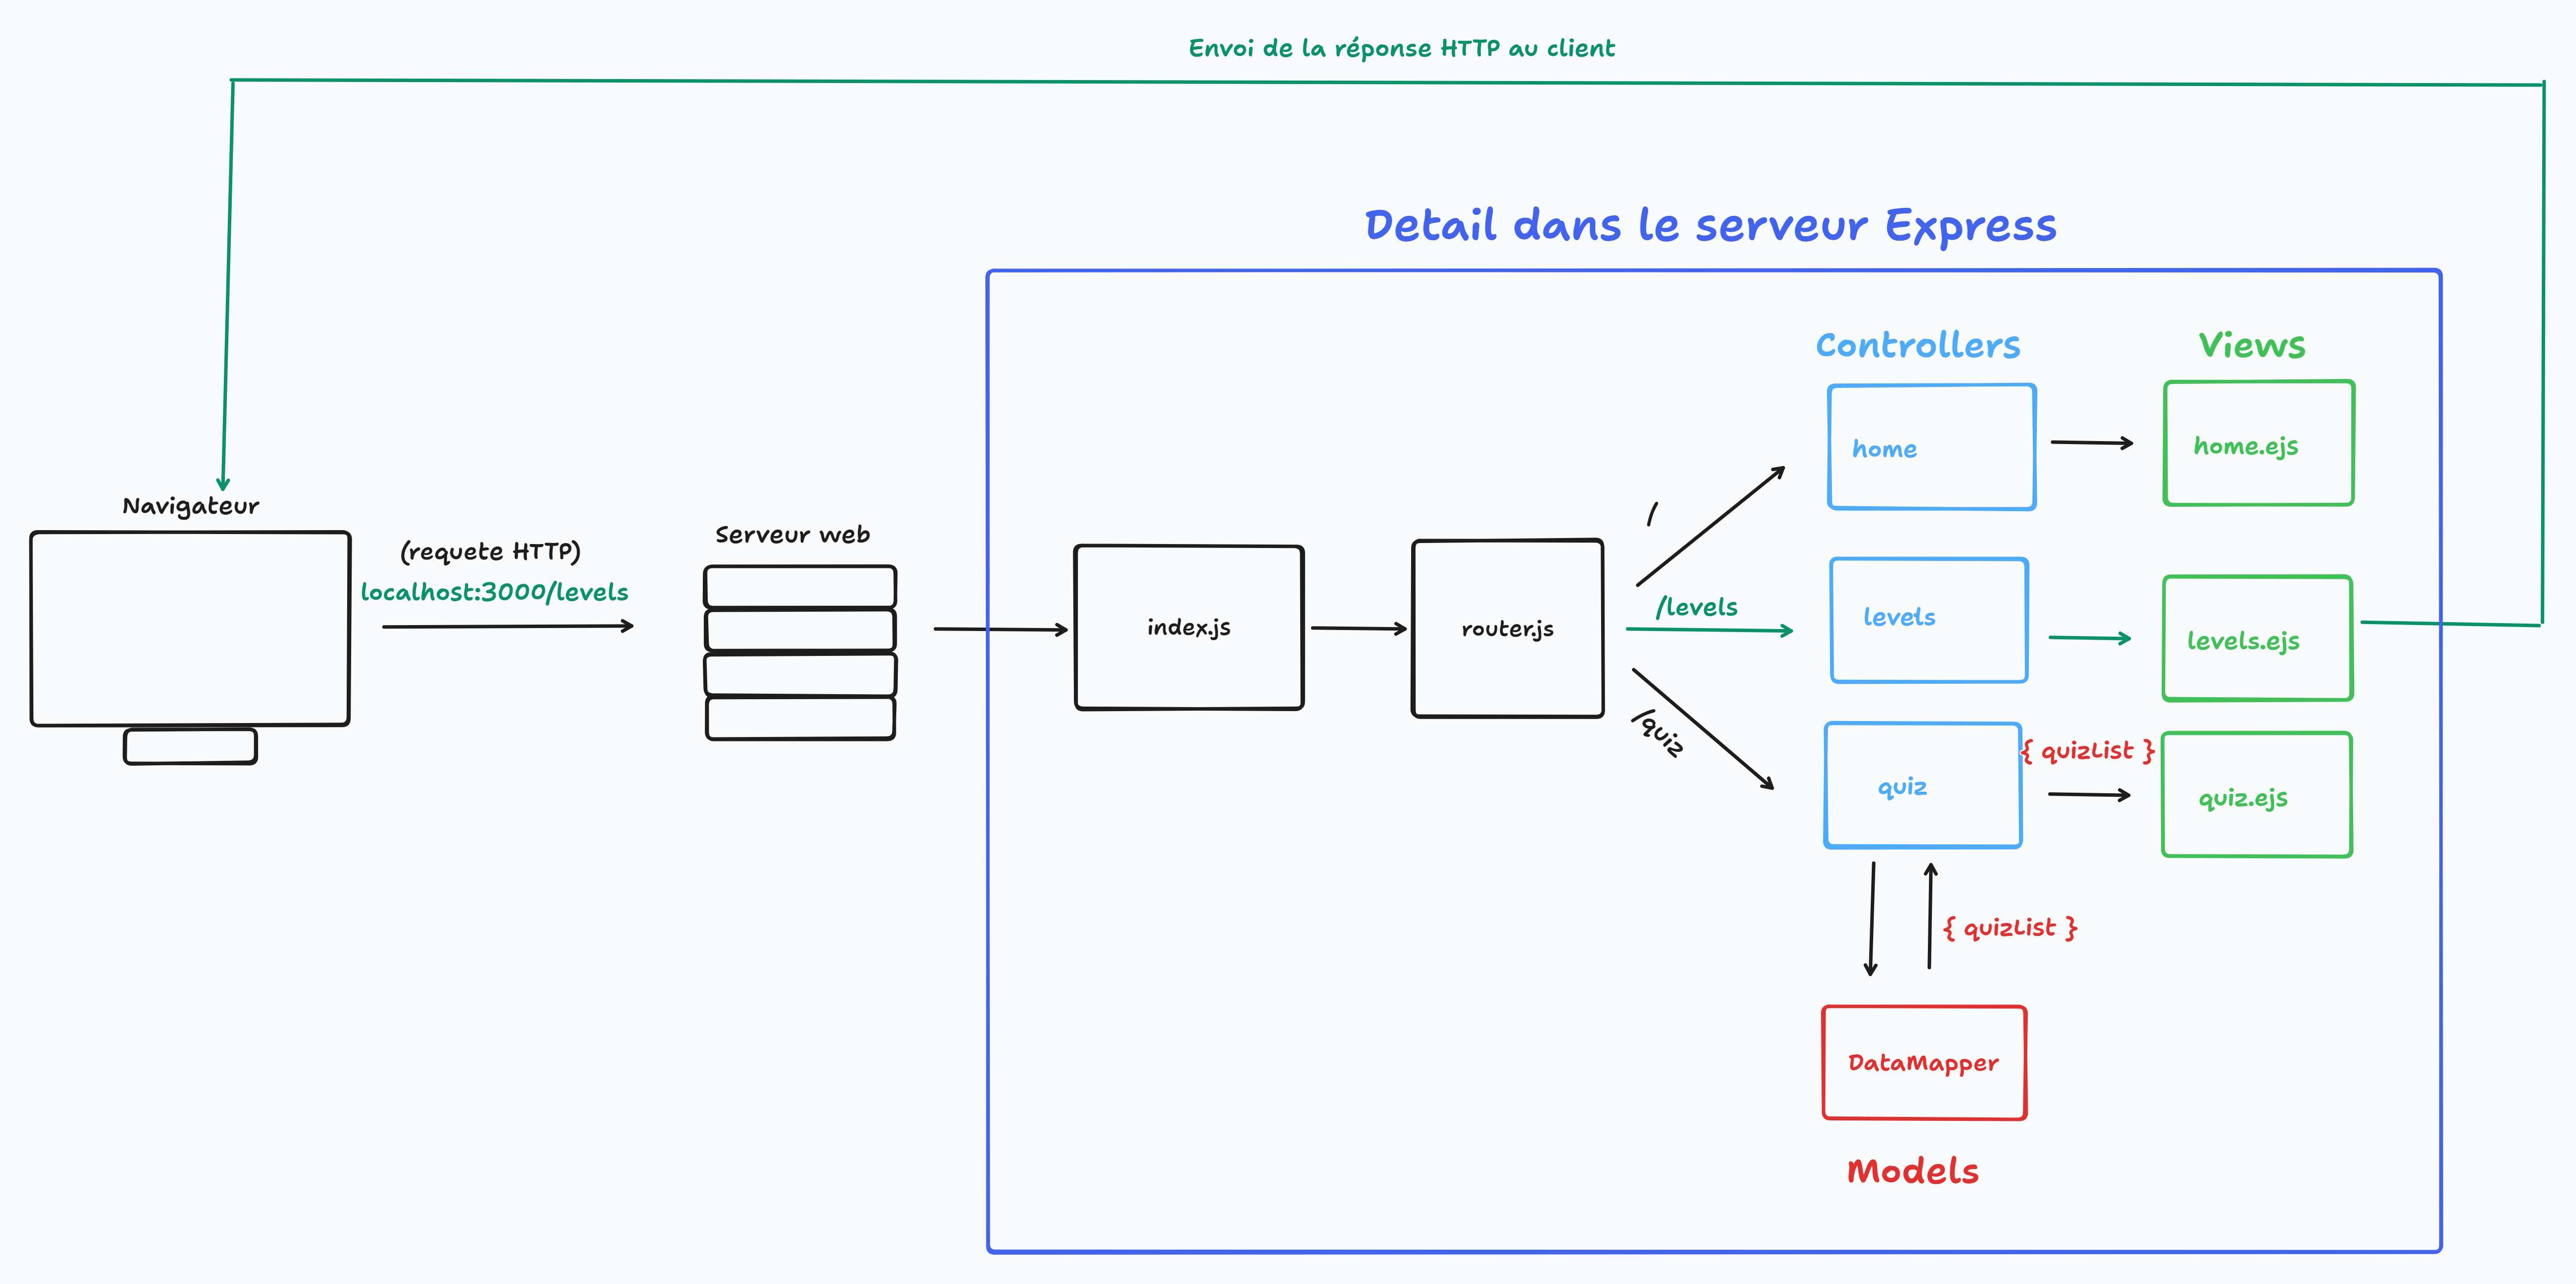 Envoi de la réponse HTTP au client
Detail dans le serveur Express
Controllers
Views
home
home.ejs
Navigateur
(requete HTTP)
localhost:3000/levels
Serveur web
index.js
router.js
/
/levels
/quiz
levels
levels.ejs
quiz
{ quizList }
quiz.ejs
{ quizList }
DataMapper
Models